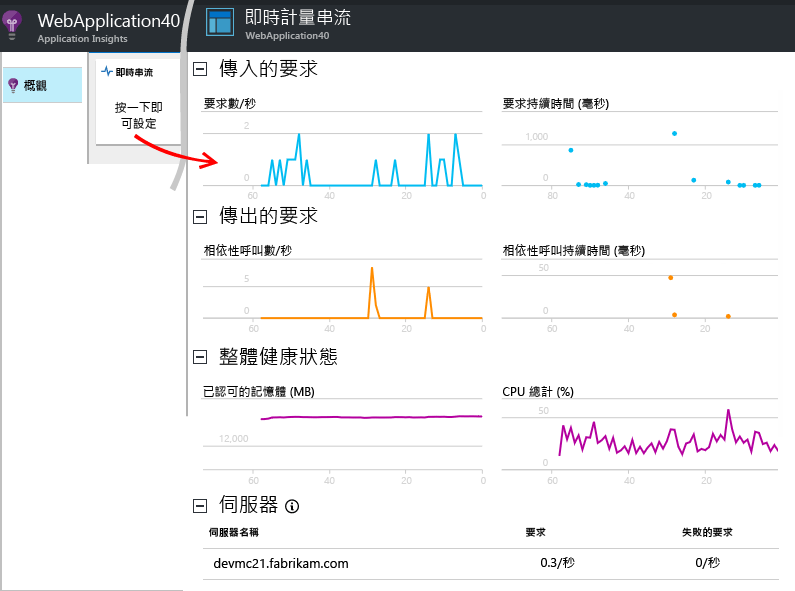 WebApplication40
Application Insights
即時計量串流
WebApplication40
概觀
即時串流
按一下即
可設定
傳入的要求
要求數/秒
要求持續時間 (毫秒)
2
0
60
40
20
0
1,000
0
80
40
20
傳出的要求
相依性呼叫數/秒
相依性呼叫持續時間 (毫秒)
5
0
60
40
20
0
50
0
60
40
20
整體健康狀態
已認可的記憶體 (MB)
CPU 總計 (%)
12,000
60
40
20
0
50
0
60
40
20
伺服器
伺服器名稱
要求
失敗的要求
devmc21.fabrikam.com
0.3/秒
0/秒